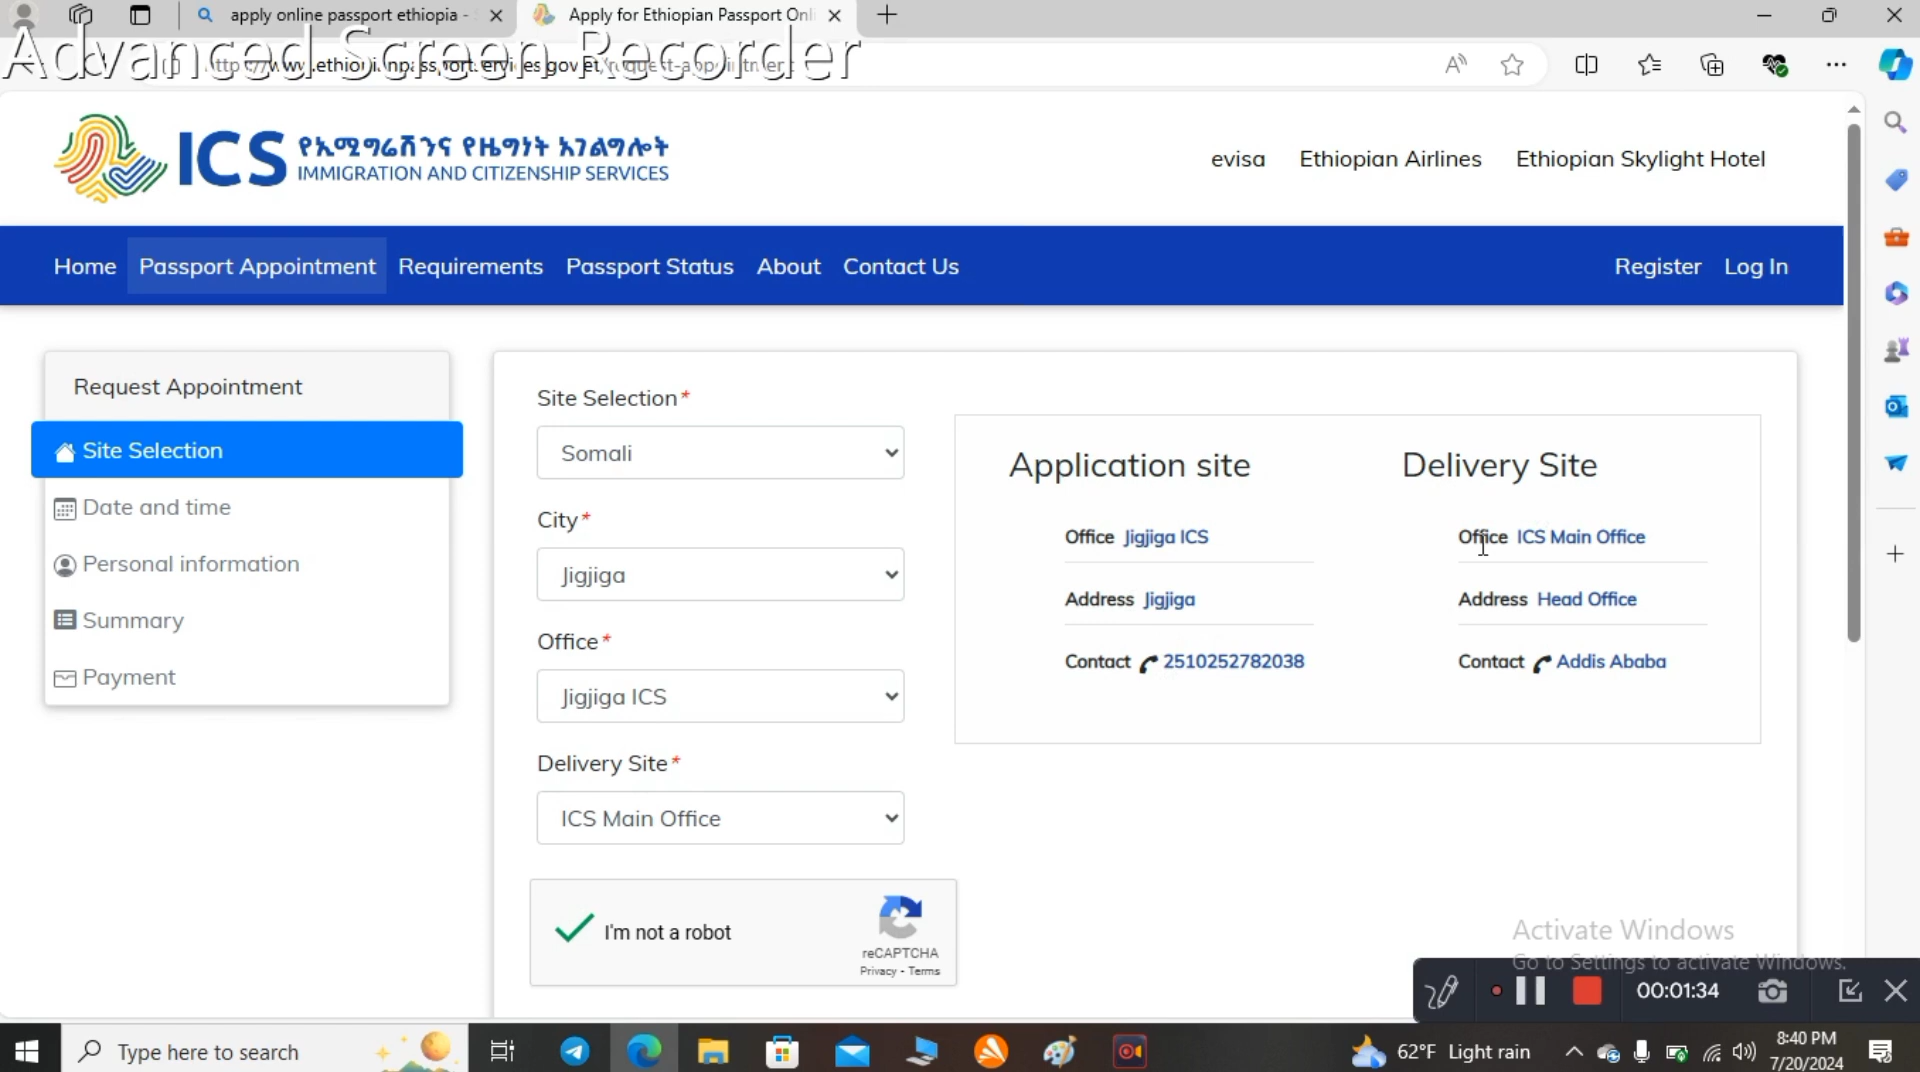 apply online passport ethiopia -
Apply for Ethiopian Passport Onl
Advanced Screen Recorder
ICS
የኢሚግሬሽንና የዜግነት አገልግሎት
IMMIGRATION AND CITIZENSHIP SERVICES
evisa
Ethiopian Airlines
Ethiopian Skylight Hotel
Home
Passport Appointment
Requirements
Passport Status
About
Contact Us
Register
Log In
Request Appointment
Site Selection
Date and time
Personal information
Summary
Payment
Site Selection*
Somali
City*
Jigjiga
Office*
Jigjiga ICS
Delivery Site*
ICS Main Office
I'm not a robot
reCAPTCHA
Privacy - Terms
Application site
Office Jigjiga ICS
Address Jigjiga
Contact 2510252782038
Delivery Site
Office ICS Main Office
Address Head Office
Contact Addis Ababa
Activate Windows
Go to Settings to activate Windows.
00:01:34
Type here to search
62°F Light rain
8:40 PM
7/20/2024